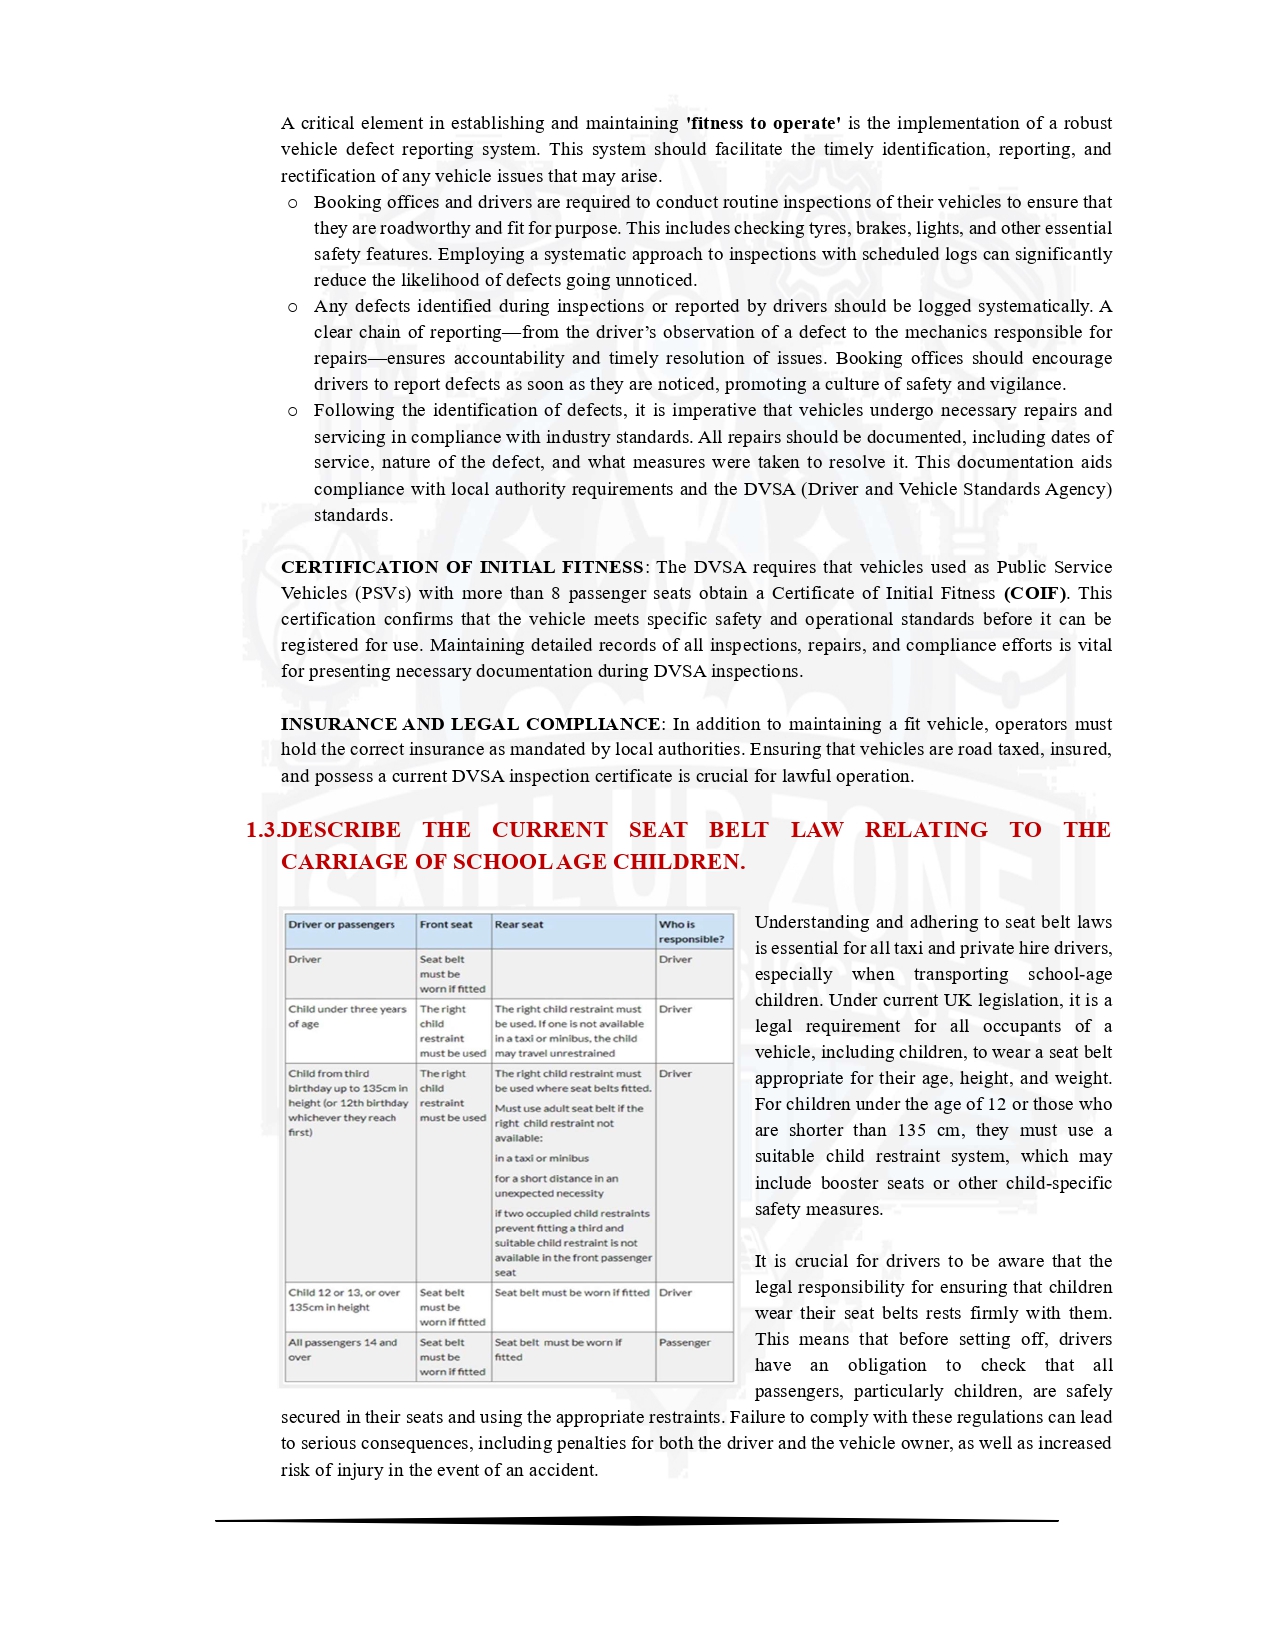 A critical element in establishing and maintaining 'fitness to operate' is the implementation of a robust
vehicle defect reporting system. This system should facilitate the timely identification, reporting, and
rectification of any vehicle issues that may arise.
o Booking offices and drivers are required to conduct routine inspections of their vehicles to ensure that
they are roadworthy and fit for purpose. This includes checking tyres, brakes, lights, and other essential
safety features. Employing a systematic approach to inspections with scheduled logs can significantly
reduce the likelihood of defects going unnoticed.
o Any defects identified during inspections or reported by drivers should be logged systematically. A
clear chain of reporting—from the driver’s observation of a defect to the mechanics responsible for
repairs—ensures accountability and timely resolution of issues. Booking offices should encourage
drivers to report defects as soon as they are noticed, promoting a culture of safety and vigilance.
o Following the identification of defects, it is imperative that vehicles undergo necessary repairs and
servicing in compliance with industry standards. All repairs should be documented, including dates of
service, nature of the defect, and what measures were taken to resolve it. This documentation aids
compliance with local authority requirements and the DVSA (Driver and Vehicle Standards Agency)
standards.
CERTIFICATION OF INITIAL FITNESS: The DVSA requires that vehicles used as Public Service
Vehicles (PSVs) with more than 8 passenger seats obtain a Certificate of Initial Fitness (COIF). This
certification confirms that the vehicle meets specific safety and operational standards before it can be
registered for use. Maintaining detailed records of all inspections, repairs, and compliance efforts is vital
for presenting necessary documentation during DVSA inspections.
INSURANCE AND LEGAL COMPLIANCE: In addition to maintaining a fit vehicle, operators must
hold the correct insurance as mandated by local authorities. Ensuring that vehicles are road taxed, insured,
and possess a current DVSA inspection certificate is crucial for lawful operation.
1.3.DESCRIBE THE CURRENT SEAT BELT LAW RELATING TO THE
CARRIAGE OF SCHOOL AGE CHILDREN.
Driver or passengers
Front seat
Rear seat
Who is
responsible?
Driver
Seat belt
must be
worn if fitted
Driver
Child under three years
of age
The right
child
restraint
must be used
The right child restraint must
be used. If one is not available
in a taxi or minibus, the child
may travel unrestrained
Driver
Child from third
birthday up to 135cm in
height (or 12th birthday
whichever they reach
first)
The right
child
restraint
must be used
The right child restraint must
be used where seat belts fitted.
Must use adult seat belt if the
right child restraint not
available:
in a taxi or minibus
for a short distance in an
unexpected necessity
if two occupied child restraints
prevent fitting a third and
suitable child restraint is not
available in the front passenger
seat
Driver
Child 12 or 13, or over
135cm in height
Seat belt
must be
worn if fitted
Seat belt must be worn if fitted
Driver
All passengers 14 and
over
Seat belt
must be
worn if fitted
Seat belt must be worn if
fitted
Passenger
Understanding and adhering to seat belt laws
is essential for all taxi and private hire drivers,
especially when transporting school-age
children. Under current UK legislation, it is a
legal requirement for all occupants of a
vehicle, including children, to wear a seat belt
appropriate for their age, height, and weight.
For children under the age of 12 or those who
are shorter than 135 cm, they must use a
suitable child restraint system, which may
include booster seats or other child-specific
safety measures.
It is crucial for drivers to be aware that the
legal responsibility for ensuring that children
wear their seat belts rests firmly with them.
This means that before setting off, drivers
have an obligation to check that all
passengers, particularly children, are safely
secured in their seats and using the appropriate restraints. Failure to comply with these regulations can lead
to serious consequences, including penalties for both the driver and the vehicle owner, as well as increased
risk of injury in the event of an accident.
SKILL UP ZONE
SUCCESS